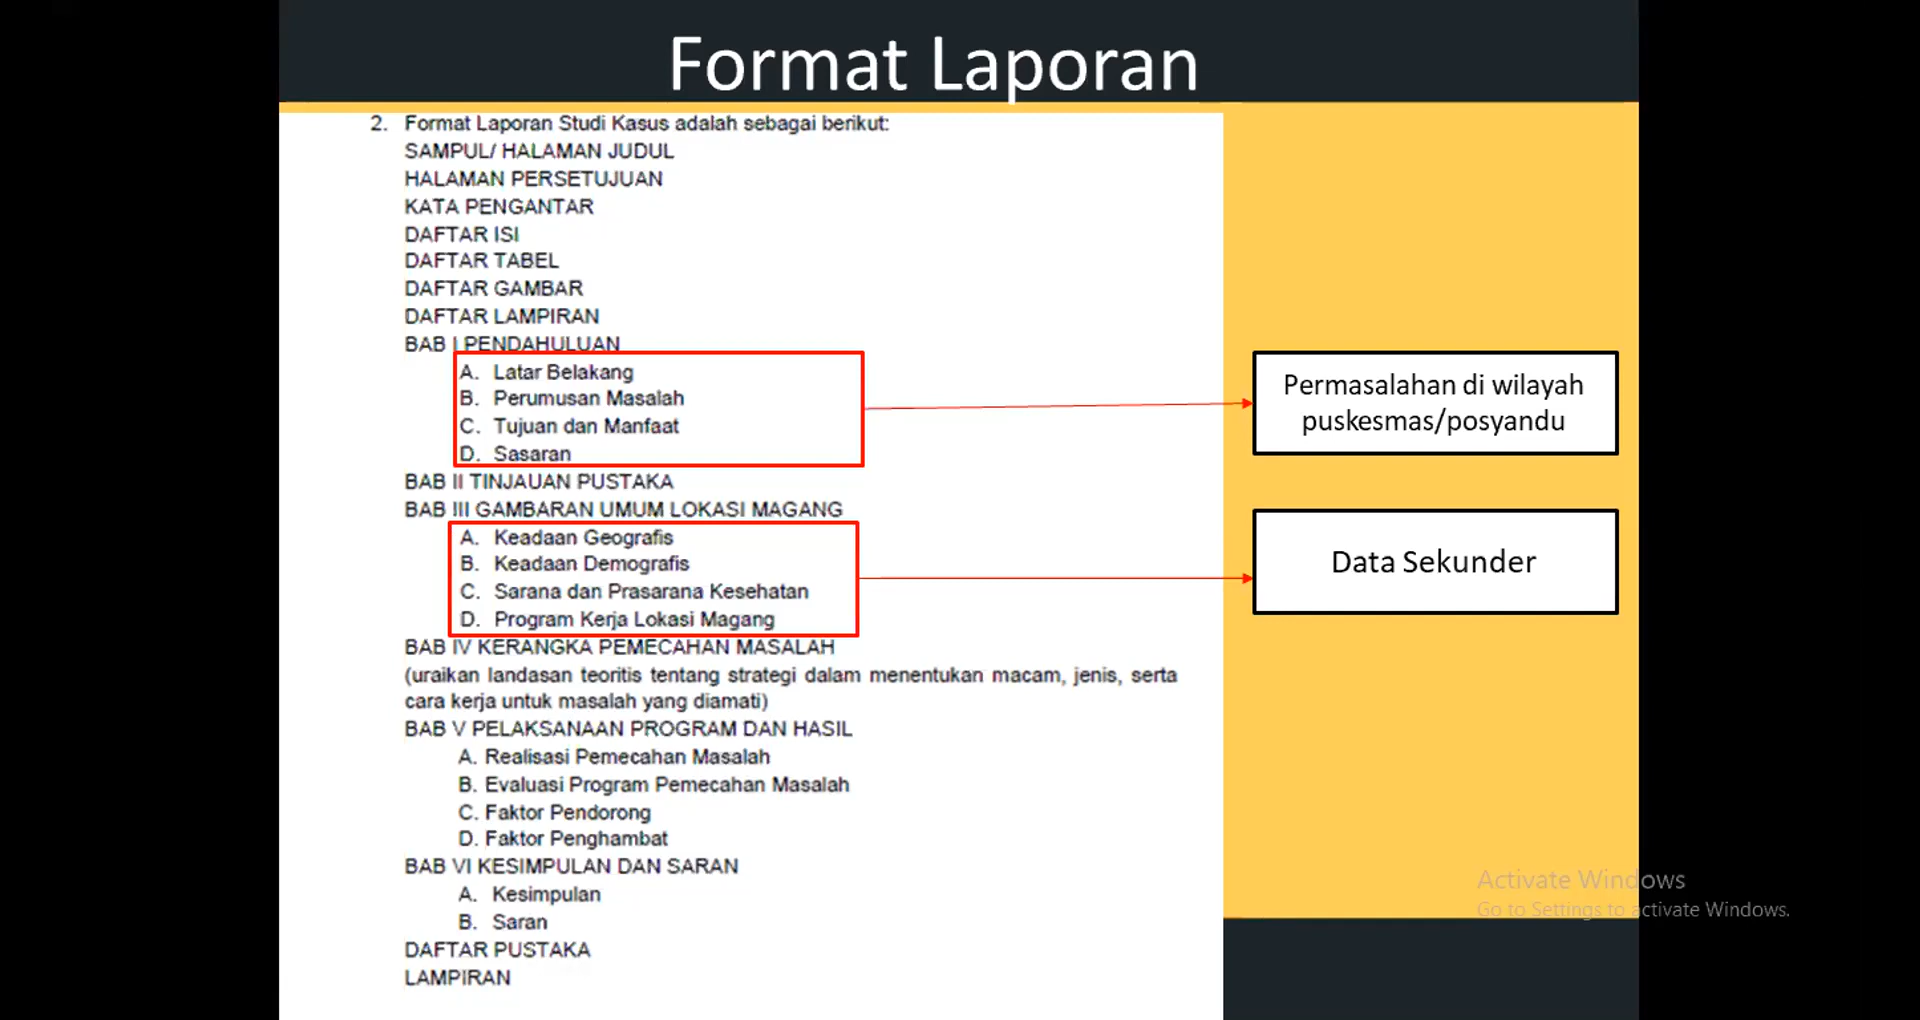 Format Laporan
2. Format Laporan Studi Kasus adalah sebagai berikut:
SAMPUL/ HALAMAN JUDUL
HALAMAN PERSETUJUAN
KATA PENGANTAR
DAFTAR ISI
DAFTAR TABEL
DAFTAR GAMBAR
DAFTAR LAMPIRAN
BAB I PENDAHULUAN
A. Latar Belakang
B. Perumusan Masalah
C. Tujuan dan Manfaat
D. Sasaran
Permasalahan di wilayah
puskesmas/posyandu
BAB II TINJAUAN PUSTAKA
BAB III GAMBARAN UMUM LOKASI MAGANG
A. Keadaan Geografis
B. Keadaan Demografis
C. Sarana dan Prasarana Kesehatan
D. Program Kerja Lokasi Magang
Data Sekunder
BAB IV KERANGKA PEMECAHAN MASALAH
(uraikan landasan teoritis tentang strategi dalam menentukan macam, jenis, serta
cara kerja untuk masalah yang diamati)
BAB V PELAKSANAAN PROGRAM DAN HASIL
A. Realisasi Pemecahan Masalah
B. Evaluasi Program Pemecahan Masalah
C. Faktor Pendorong
D. Faktor Penghambat
BAB VI KESIMPULAN DAN SARAN
A. Kesimpulan
B. Saran
DAFTAR PUSTAKA
LAMPIRAN
Activate Windows
Go to Settings to activate Windows.